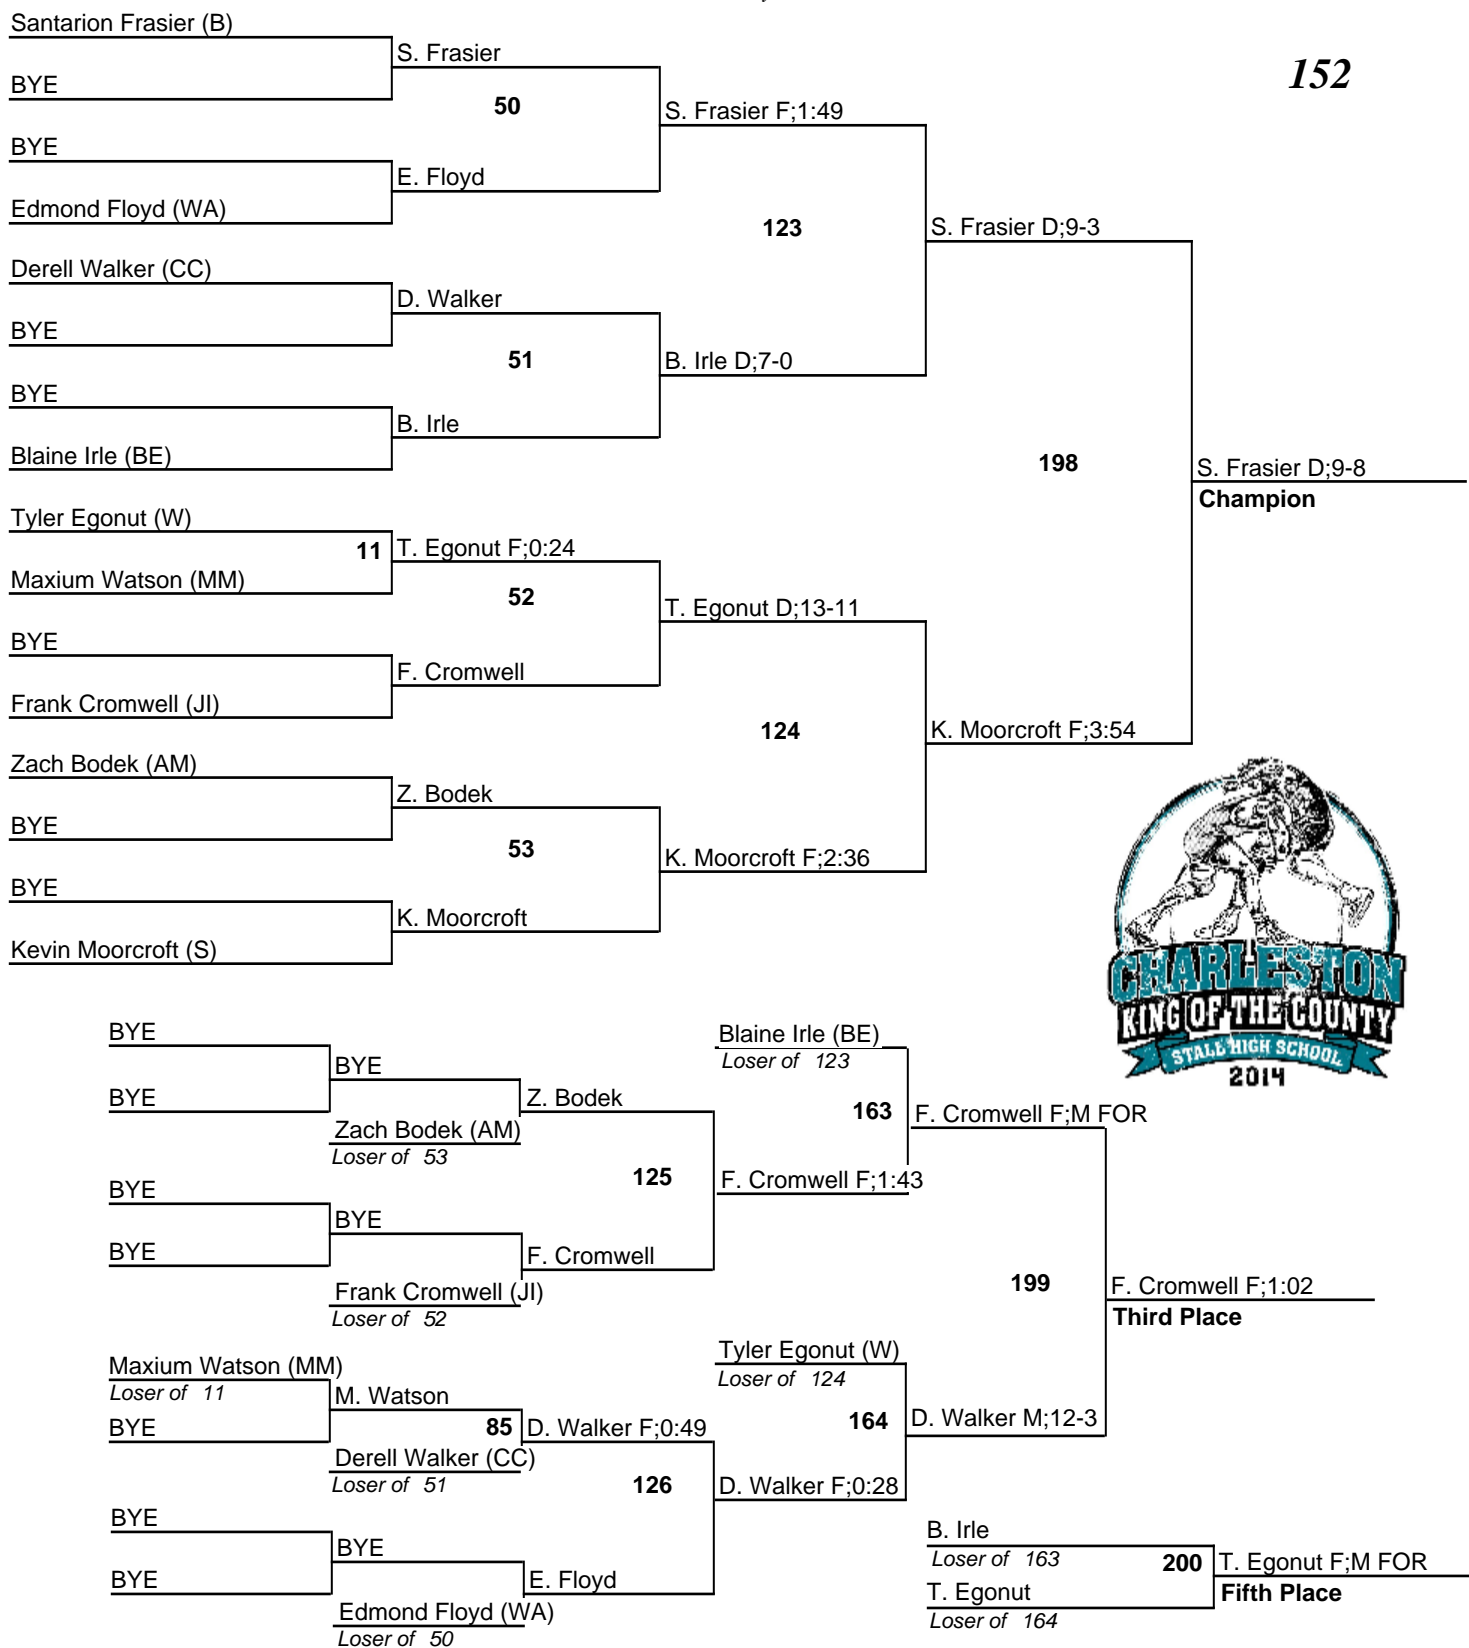 Santarion Frasier (B)
S. Frasier
152
BYE
50
S. Frasier F;1:49
BYE
E. Floyd
Edmond Floyd (WA)
123
S. Frasier D;9-3
Derell Walker (CC)
D. Walker
BYE
51
B. Irle D;7-0
BYE
B. Irle
Blaine Irle (BE)
198
S. Frasier D;9-8
Champion
Tyler Egonut (W)
11
T. Egonut F;0:24
Maxium Watson (MM)
52
T. Egonut D;13-11
BYE
F. Cromwell
Frank Cromwell (JI)
124
K. Moorcroft F;3:54
Zach Bodek (AM)
Z. Bodek
BYE
53
K. Moorcroft F;2:36
BYE
K. Moorcroft
Kevin Moorcroft (S)
CHARLESTON
KING OF THE COUNTY
STALL HIGH SCHOOL
2014
BYE
BYE
BYE
Z. Bodek
Zach Bodek (AM)
Loser of 53
125
Blaine Irle (BE)
Loser of 123
163
F. Cromwell F;M FOR
F. Cromwell F;1:43
BYE
BYE
BYE
F. Cromwell
Frank Cromwell (JI)
Loser of 52
199
F. Cromwell F;1:02
Third Place
Maxium Watson (MM)
Loser of 11
M. Watson
BYE
85
D. Walker F;0:49
Derell Walker (CC)
Loser of 51
126
Tyler Egonut (W)
Loser of 124
164
D. Walker M;12-3
D. Walker F;0:28
BYE
BYE
BYE
E. Floyd
Edmond Floyd (WA)
Loser of 50
B. Irle
Loser of 163
200
T. Egonut F;M FOR
Fifth Place
T. Egonut
Loser of 164